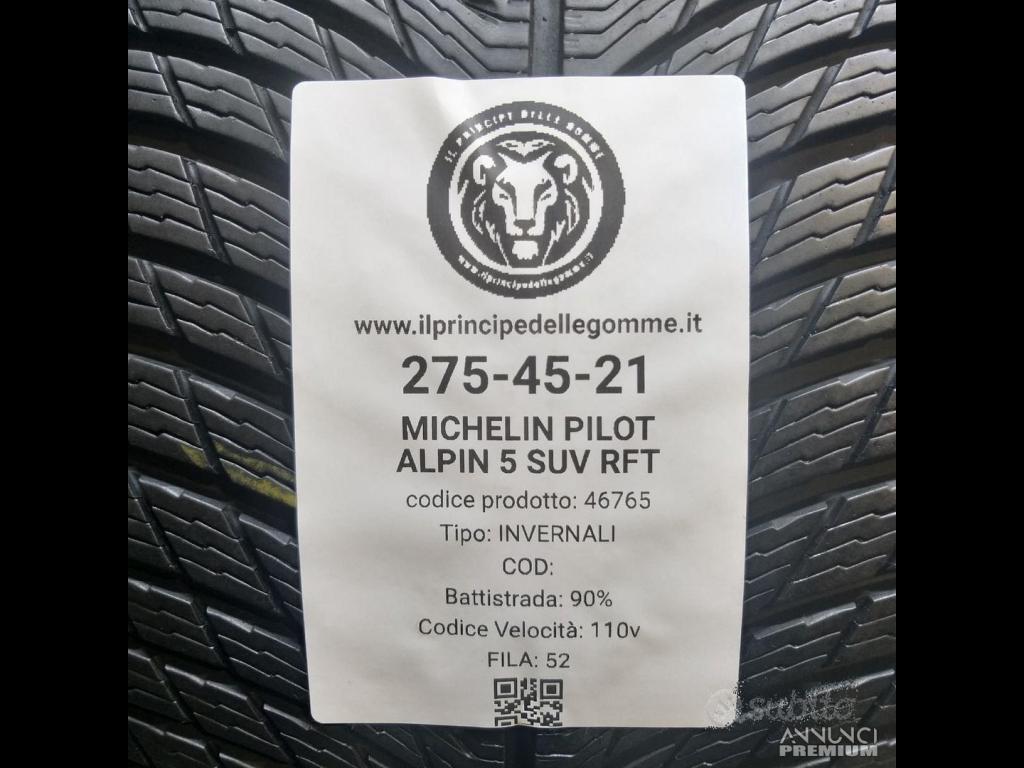 IL PRINCIPE DELLE GOMME
www.ilprincipedellegomme.it
www.ilprincipedellegomme.it
275-45-21
MICHELIN PILOT
ALPIN 5 SUV RFT
codice prodotto: 46765
Tipo: INVERNALI
COD:
Battistrada: 90%
Codice Velocità: 110v
FILA: 52
subito
ANNUNCI
PREMIUM